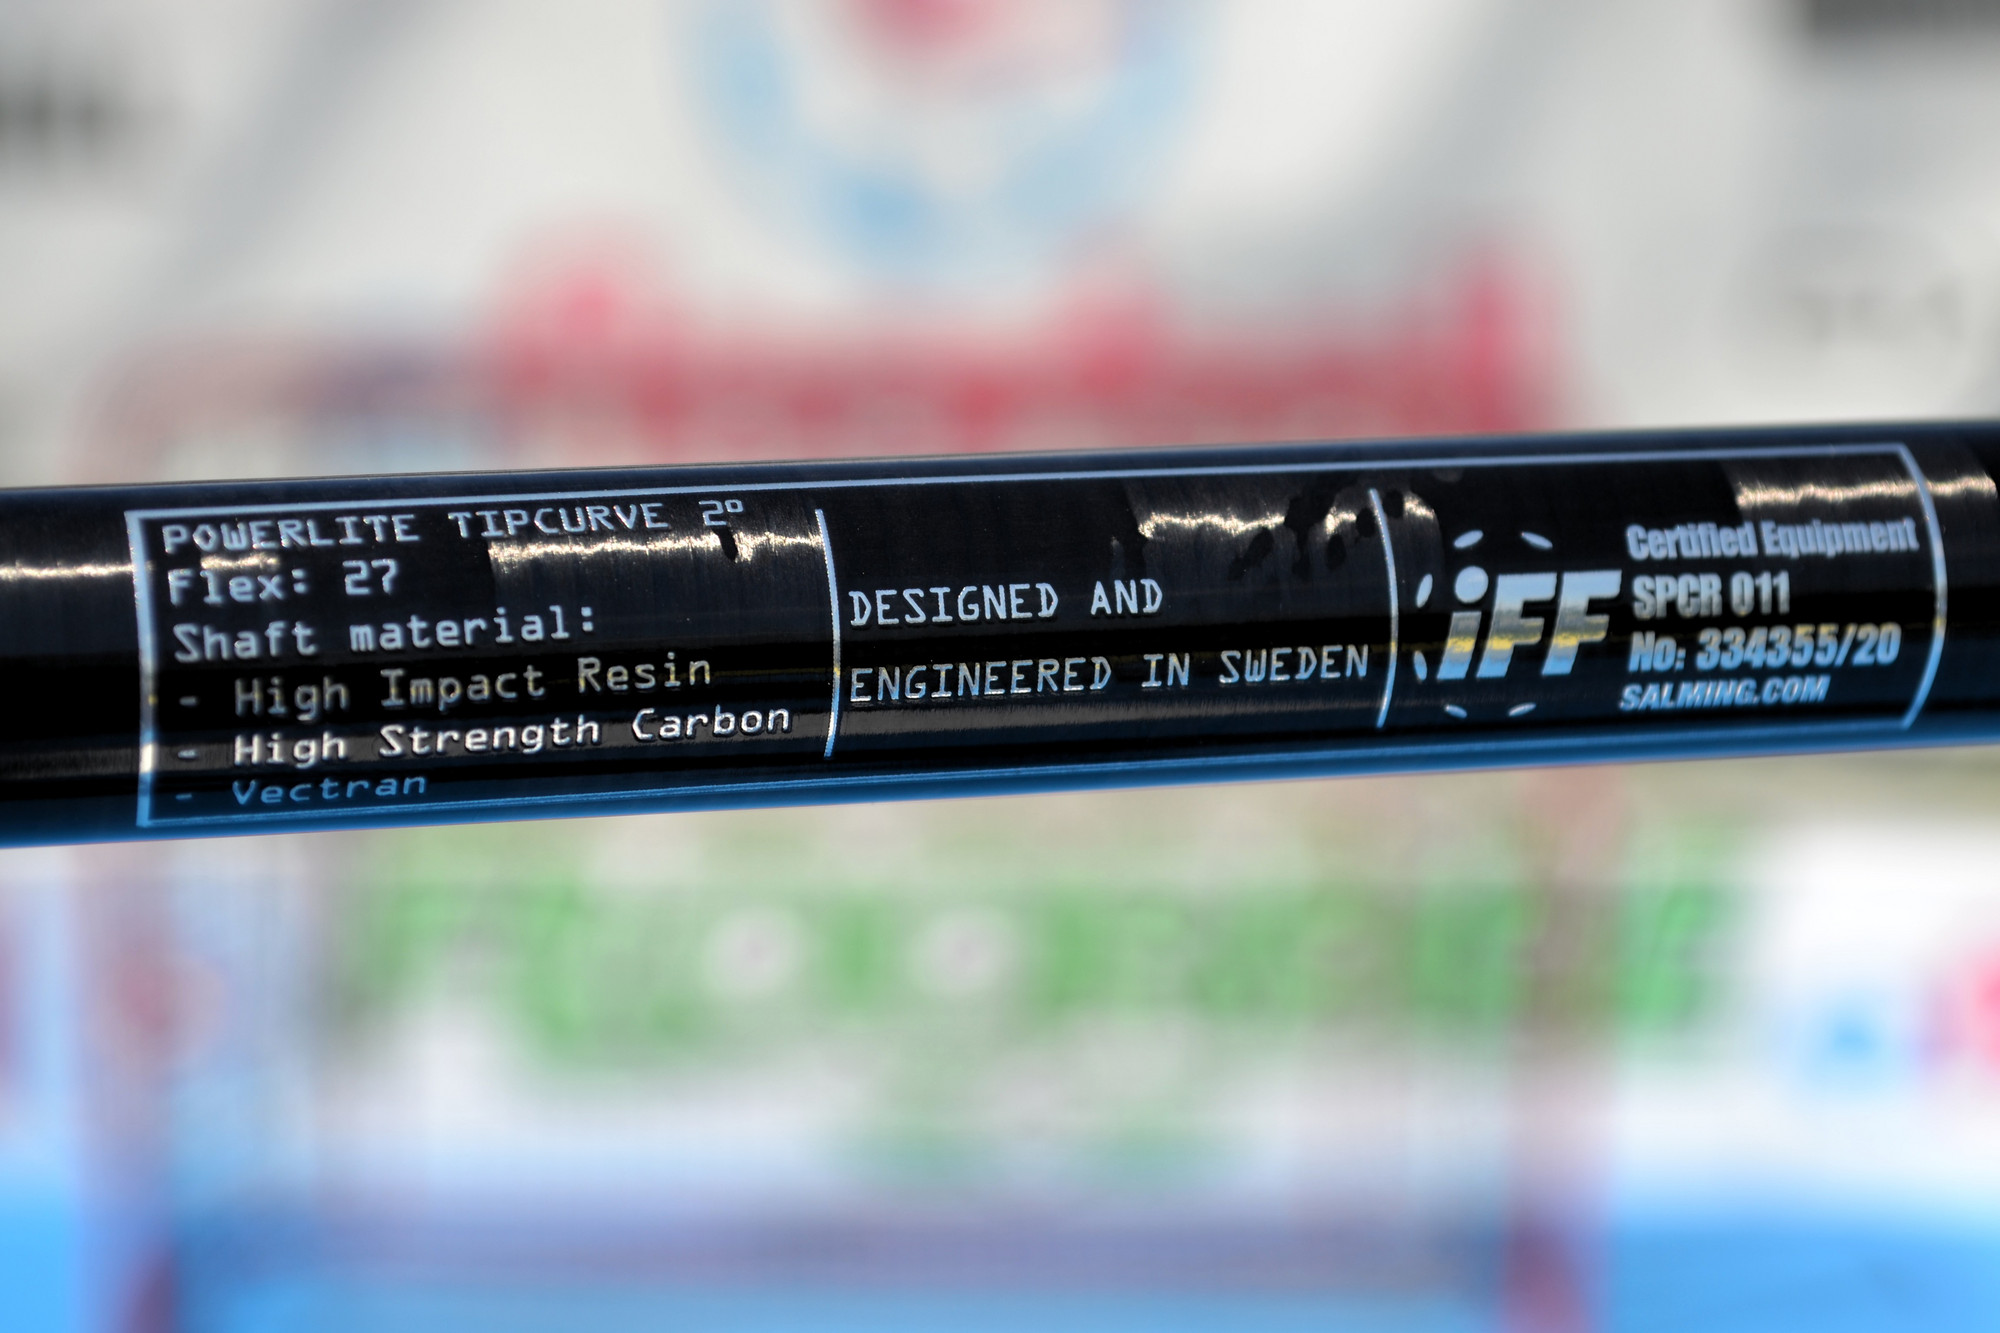 POWERLITE TIPCURVE 2º
Flex: 27
Shaft material:
- High Impact Resin
- High Strength Carbon
- Vectran
DESIGNED AND
ENGINEERED IN SWEDEN
iFF
Certified Equipment
SPCR 011
No: 334355/20
SALMING.COM